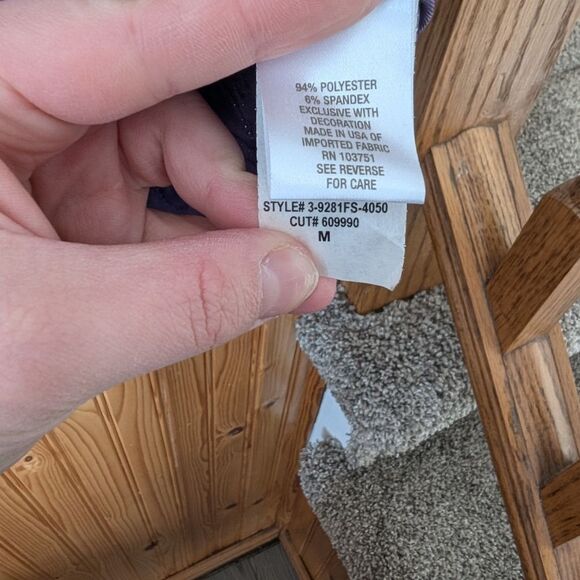 94% POLYESTER
6% SPANDEX
EXCLUSIVE WITH
DECORATION
MADE IN USA OF
IMPORTED FABRIC
RN 103751
SEE REVERSE
FOR CARE
STYLE# 3-9281FS-4050
CUT# 609990
M